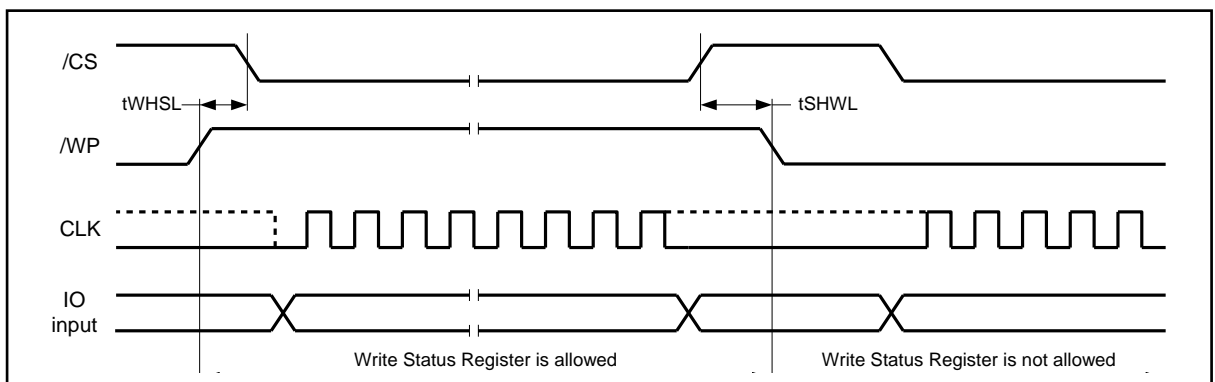 /CS
tWHSL
tSHWL
/WP
CLK
IO
input
Write Status Register is allowed
Write Status Register is not allowed